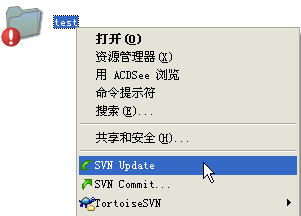 test
打开(O)
资源管理器(X)
用 ACDSee 浏览
命令提示符
搜索(E)...
共享和安全(H)...
SVN Update
SVN Commit...
TortoiseSVN